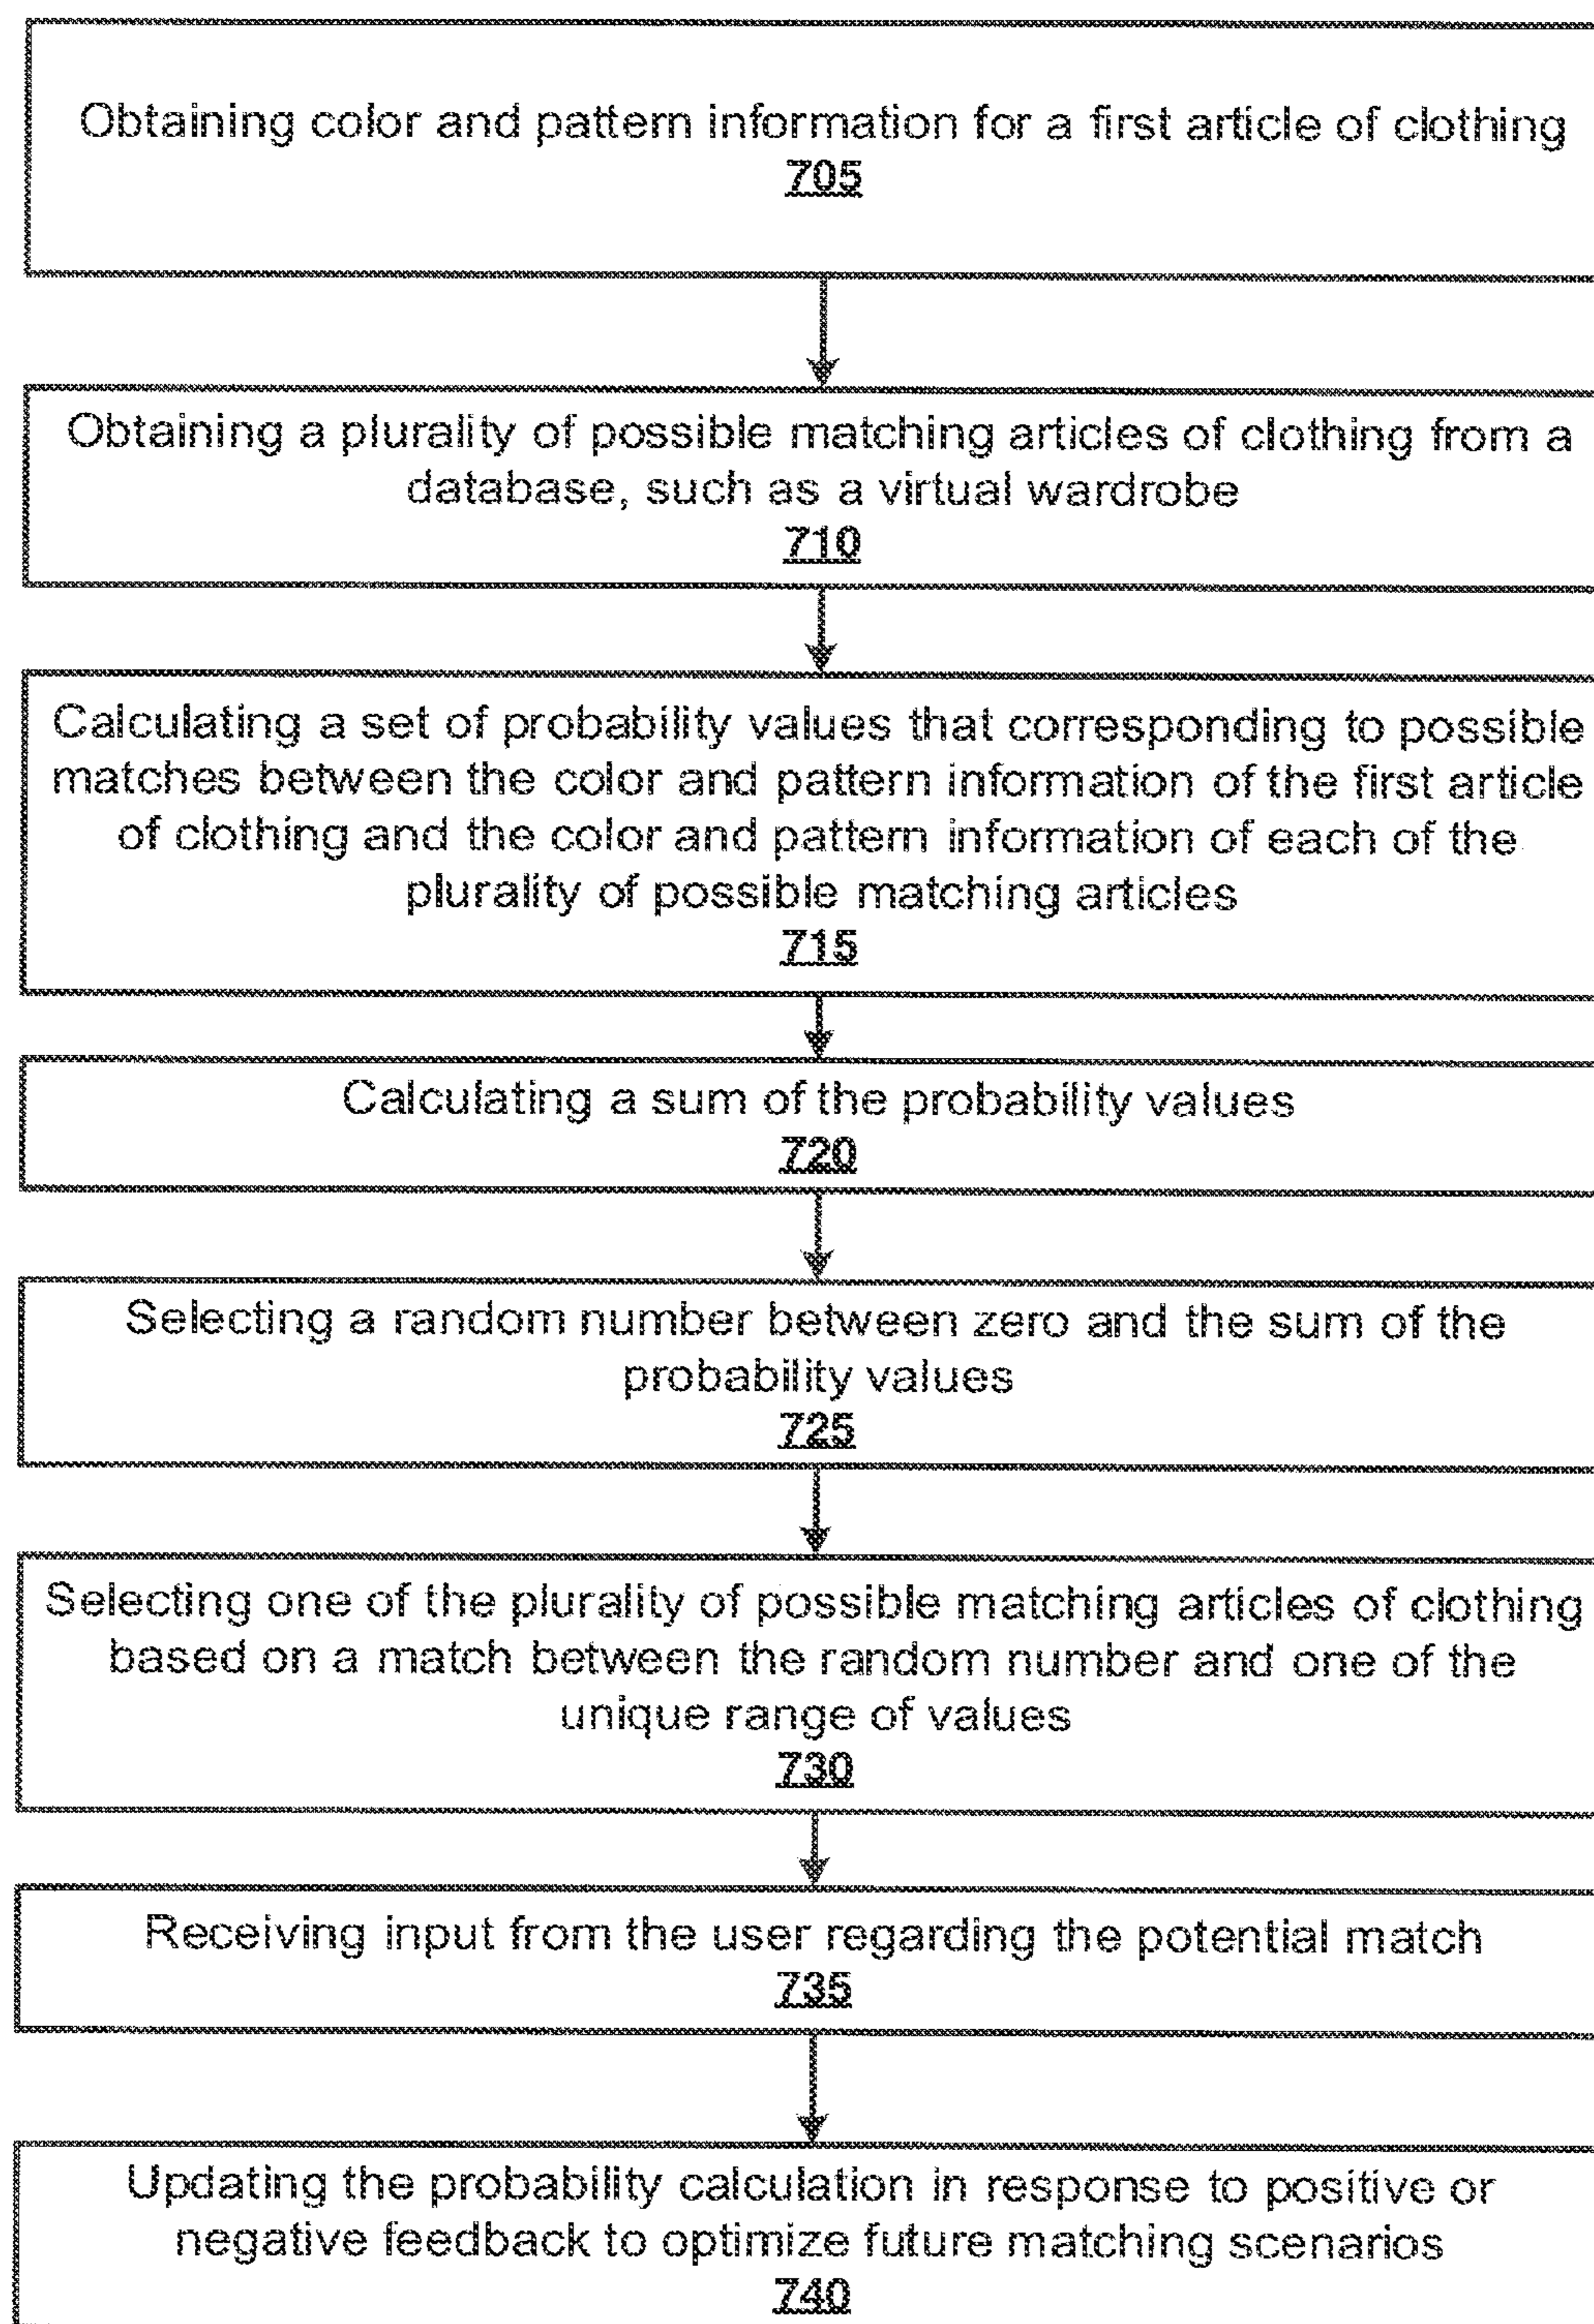 Obtaining color and pattern information for a first article of clothing
705
Obtaining a plurality of possible matching articles of clothing from a
database, such as a virtual wardrobe
710
Calculating a set of probability values that corresponding to possible
matches between the color and pattern information of the first article
of clothing and the color and pattern information of each of the
plurality of possible matching articles
715
Calculating a sum of the probability values
720
Selecting a random number between zero and the sum of the
probability values
725
Selecting one of the plurality of possible matching articles of clothing
based on a match between the random number and one of the
unique range of values
730
Receiving input from the user regarding the potential match
735
Updating the probability calculation in response to positive or
negative feedback to optimize future matching scenarios
740